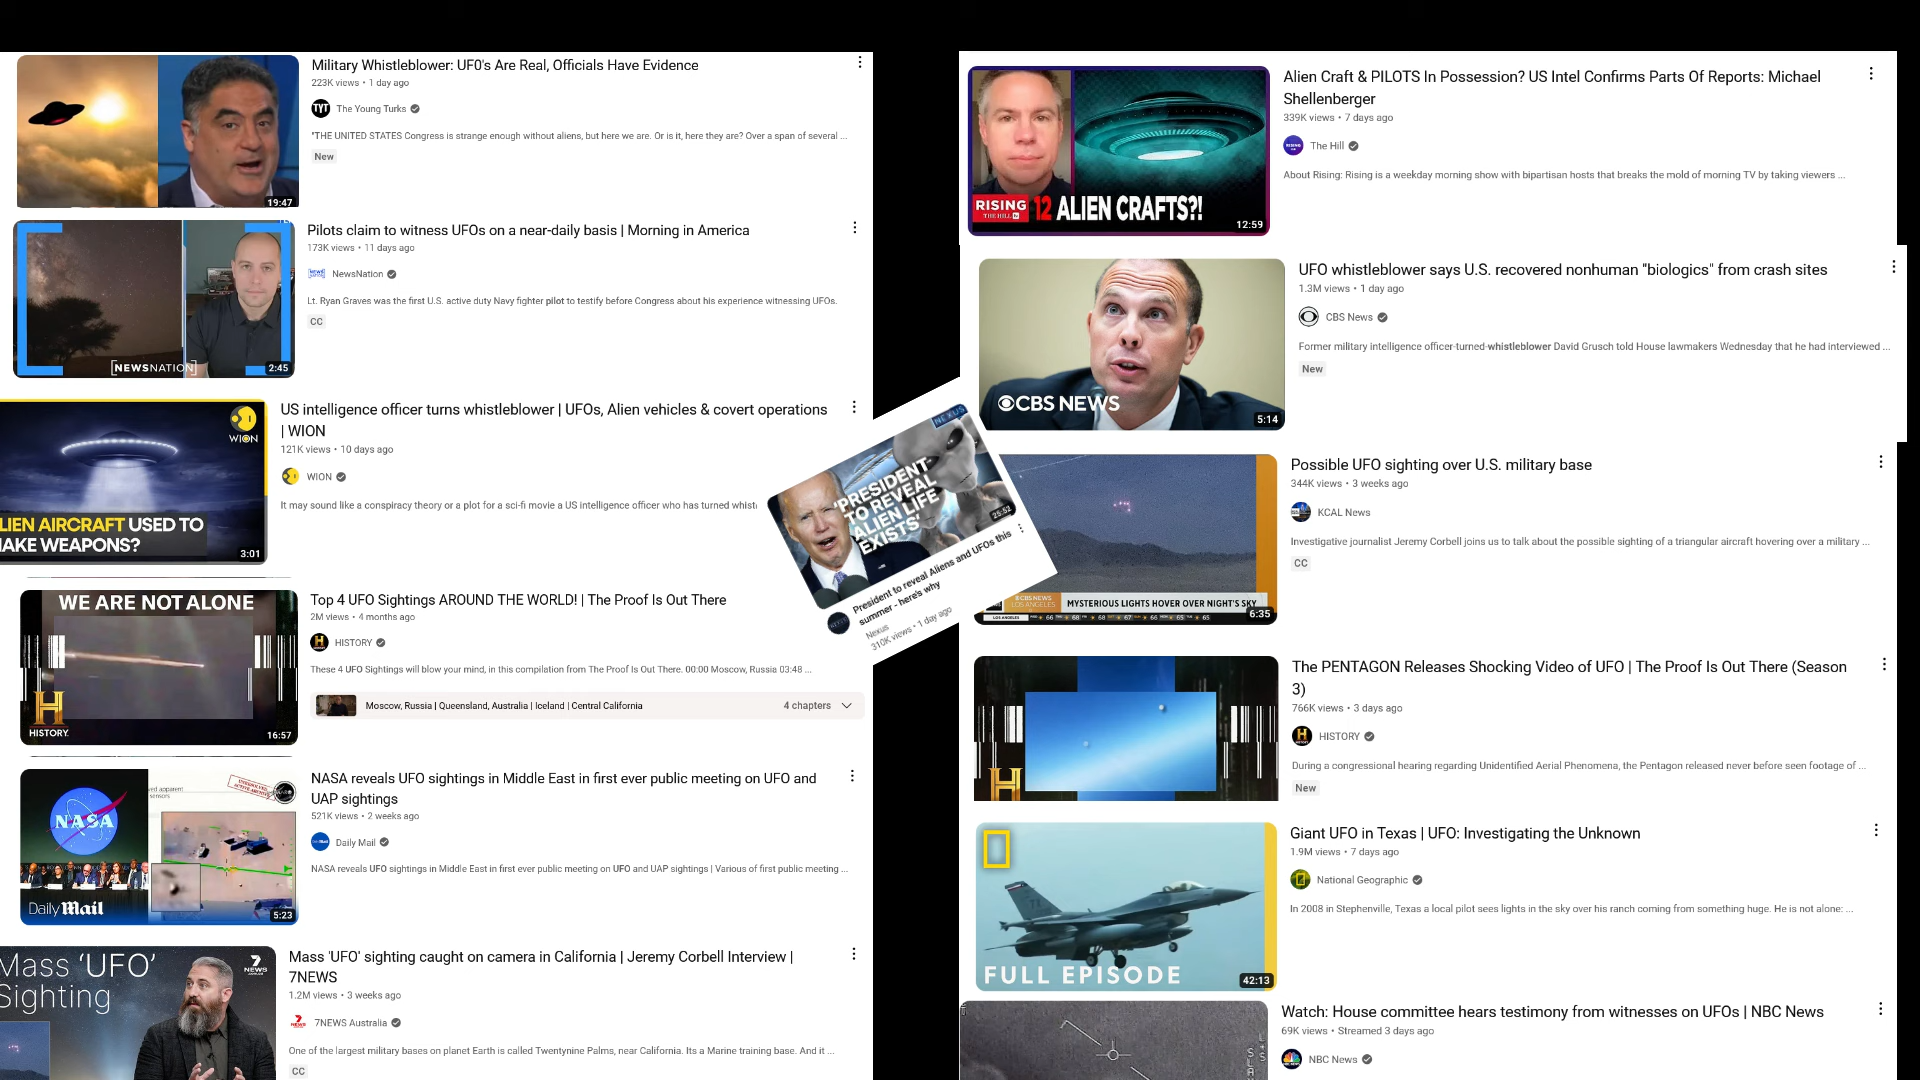 Military Whistleblower: UF0's Are Real, Officials Have Evidence
223K views • 1 day ago
TYT
The Young Turks
"THE UNITED STATES Congress is strange enough without aliens, but here we are. Or is it, here they are? Over a span of several ...
New
19:47
Pilots claim to witness UFOs on a near-daily basis | Morning in America
173K views • 11 days ago
NewsNation
Lt. Ryan Graves was the first U.S. active duty Navy fighter pilot to testify before Congress about his experience witnessing UFOs.
CC
[NEWSNATION]
2:45
US intelligence officer turns whistleblower | UFOs, Alien vehicles & covert operations
| WION
121K views • 10 days ago
WION
WION
It may sound like a conspiracy theory or a plot for a sci-fi movie a US intelligence officer who has turned whist
LIEN AIRCRAFT USED TO
AKE WEAPONS?
3:01
WE ARE NOT ALONE
Top 4 UFO Sightings AROUND THE WORLD! | The Proof Is Out There
2M views • 4 months ago
HISTORY
These 4 UFO Sightings will blow your mind, in this compilation from The Proof Is Out There. 00:00 Moscow, Russia 03:48 ...
Moscow, Russia | Queensland, Australia | Iceland | Central California
4 chapters
H
HISTORY.
16:57
NASA reveals UFO sightings in Middle East in first ever public meeting on UFO and
UAP sightings
521K views • 2 weeks ago
Daily Mail
NASA reveals UFO sightings in Middle East in first ever public meeting on UFO and UAP sightings | Various of first public meeting ...
NASA
ved apparent
sensors
Daily Mail
5:23
Mass 'UFO'
Sighting
7
NEWS
Mass 'UFO' sighting caught on camera in California | Jeremy Corbell Interview |
7NEWS
1.2M views • 3 weeks ago
7NEWS Australia
One of the largest military bases on planet Earth is called Twentynine Palms, near California. Its a Marine training base. And it ...
CC
NEXUS
'PRESIDENT
TO REVEAL
'ALIEN LIFE
EXISTS'
25:52
President to reveal Aliens and UFOs this
summer - here's why
Nexus
310K views • 1 day ago
Alien Craft & PILOTS In Possession? US Intel Confirms Parts Of Reports: Michael
Shellenberger
339K views • 7 days ago
The Hill
About Rising: Rising is a weekday morning show with bipartisan hosts that breaks the mold of morning TV by taking viewers ...
RISING
THE HILL tv
12 ALIEN CRAFTS?!
12:59
UFO whistleblower says U.S. recovered nonhuman "biologics" from crash sites
1.3M views • 1 day ago
CBS News
Former military intelligence officer-turned-whistleblower David Grusch told House lawmakers Wednesday that he had interviewed ...
New
CBS NEWS
5:14
Possible UFO sighting over U.S. military base
344K views • 3 weeks ago
KCAL News
Investigative journalist Jeremy Corbell joins us to talk about the possible sighting of a triangular aircraft hovering over a military ...
CC
CBS NEWS
LOS ANGELES
MYSTERIOUS LIGHTS HOVER OVER NIGHT'S SKY
LOS ANGELES
6:35
The PENTAGON Releases Shocking Video of UFO | The Proof Is Out There (Season
3)
766K views • 3 days ago
HISTORY
During a congressional hearing regarding Unidentified Aerial Phenomena, the Pentagon released never before seen footage of ...
New
H
Giant UFO in Texas | UFO: Investigating the Unknown
1.9M views • 7 days ago
National Geographic
In 2008 in Stephenville, Texas a local pilot sees lights in the sky over his ranch coming from something huge. He is not alone: ...
FULL EPISODE
42:13
Watch: House committee hears testimony from witnesses on UFOs | NBC News
69K views • Streamed 3 days ago
NBC News